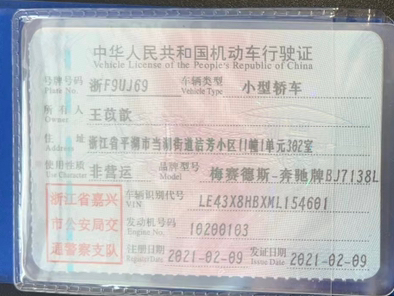 中华人民共和国机动车行驶证
Vehicle License of the People's Republic of China
号牌号码 浙F9UJ69 车辆类型 小型轿车
Plate No. Vehicle Type
所有人 王苡歆
Owner
住址 浙江省平湖市当湖街道洁芳小区11幢1单元302室
Address
使用性质 非营运 品牌型号 梅赛德斯-奔驰牌BJ7138L
Use Character Model
浙江省嘉兴
市公安局交
通警察支队
车辆识别代号 LE43X8HBXML154601
VIN
发动机号码 10200103
Engine No.
注册日期 2021-02-09 发证日期 2021-02-09
Register Date Issue Date